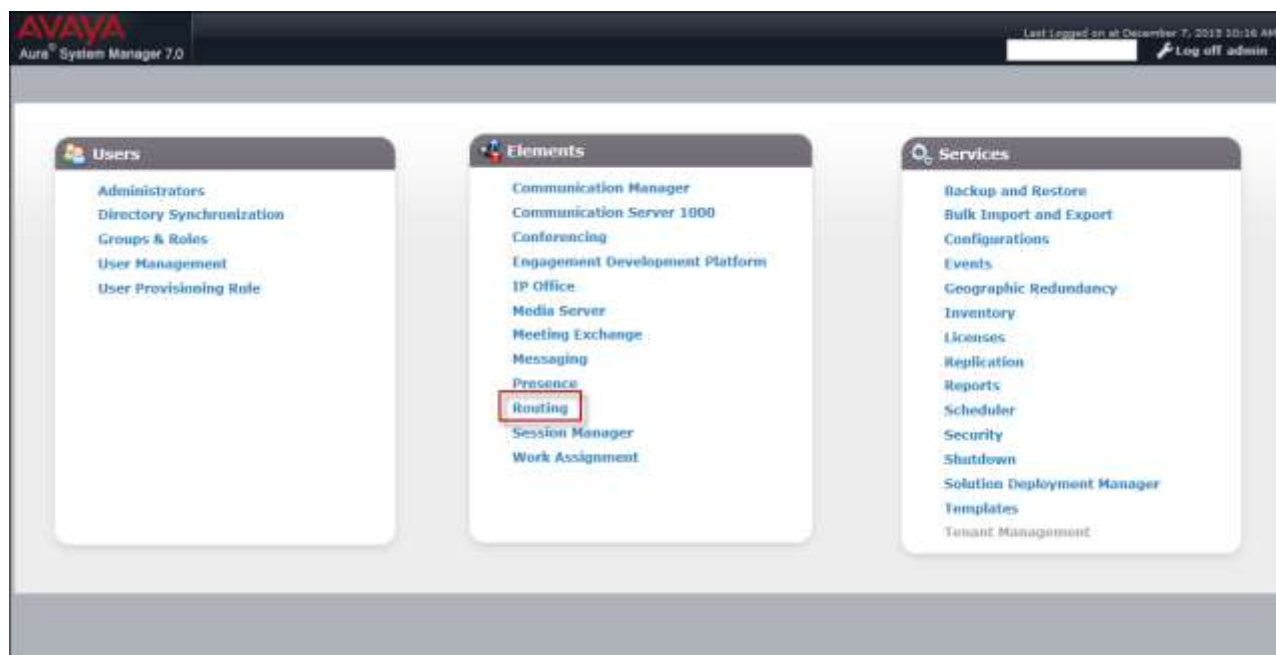 AVAYA
Aura® System Manager 7.0
Last Logged on at December 7, 2015 10:16 AM
Log off admin
Users
Administrators
Directory Synchronization
Groups & Roles
User Management
User Provisioning Rule
Elements
Communication Manager
Communication Server 1000
Conferencing
Engagement Development Platform
IP Office
Media Server
Meeting Exchange
Messaging
Presence
Routing
Session Manager
Work Assignment
Services
Backup and Restore
Bulk Import and Export
Configurations
Events
Geographic Redundancy
Inventory
Licenses
Replication
Reports
Scheduler
Security
Shutdown
Solution Deployment Manager
Templates
Tenant Management